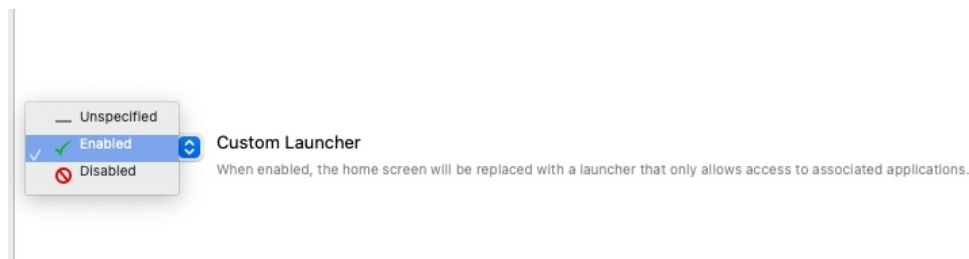 Unspecified
Enabled
Disabled
Custom Launcher
When enabled, the home screen will be replaced with a launcher that only allows access to associated applications.